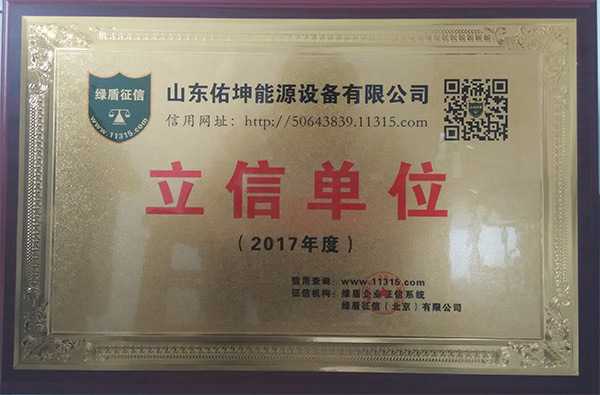 绿盾征信
www.11315.com
山东佑坤能源设备有限公司
信用网址：http://50643839.11315.com
立信单位
（2017年度）
信用查询：www.11315.com
征信机构：绿盾企业征信系统
绿盾征信（北京）有限公司